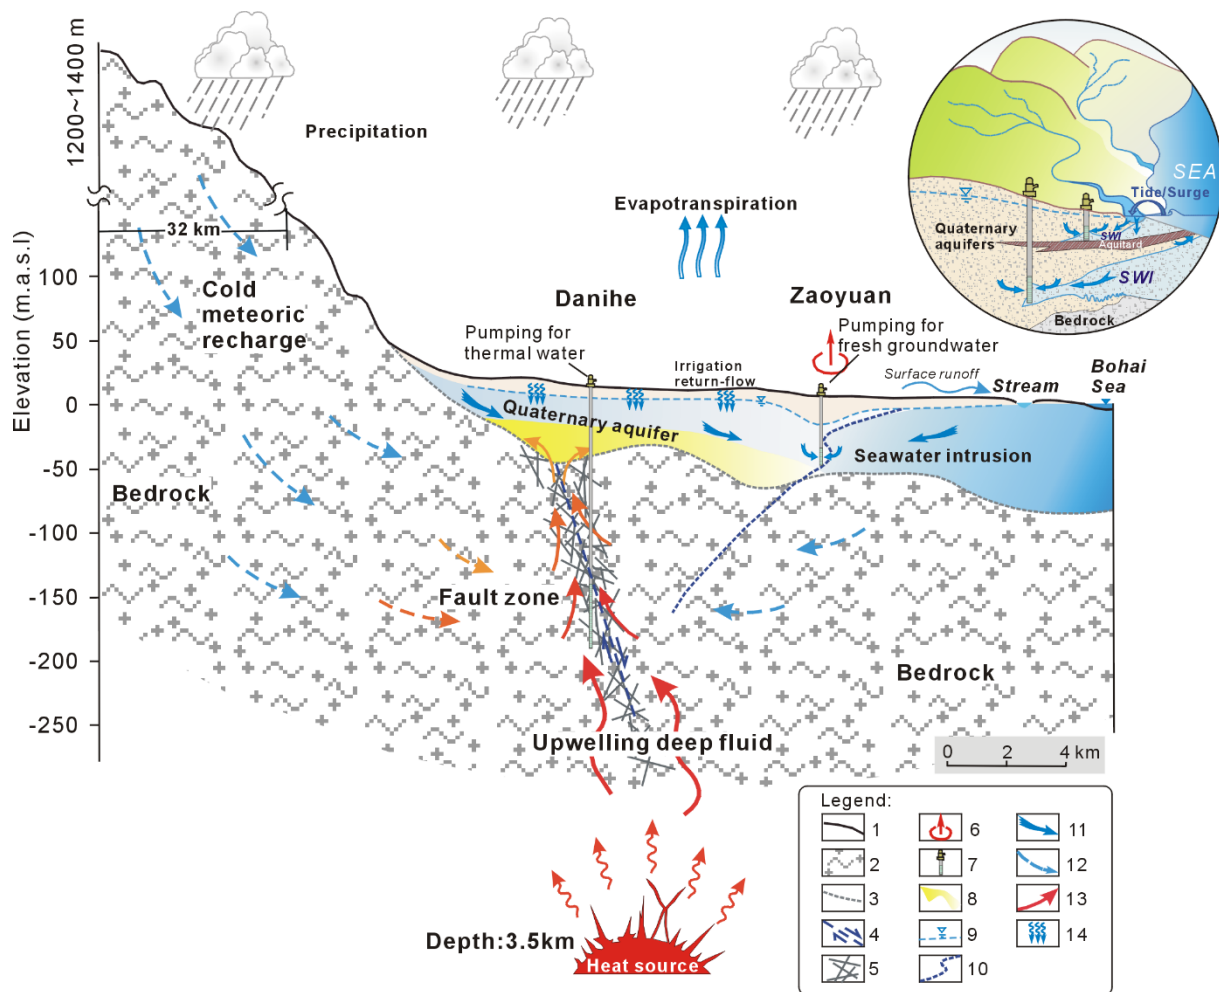 1200~1400 m
Precipitation
SEA
Tide/Surge
Evapotranspiration
Quaternary
aquifers
SWI
Aquitard
32 km
SWI
Elevation (m.a.s.l)
100
50
0
-50
-100
-150
-200
-250
Cold
meteoric
recharge
Danihe
Zaoyuan
Bedrock
Pumping for
thermal water
Pumping for
fresh groundwater
Irrigation
return-flow
Surface runoff
Stream
Bohai
Sea
Quaternary aquifer
Seawater intrusion
Bedrock
Fault zone
Bedrock
Upwelling deep fluid
0 2 4 km
Depth:3.5km
Heat source
Legend:
1 6 11
2 7 12
3 8 13
4 9 14
5 10